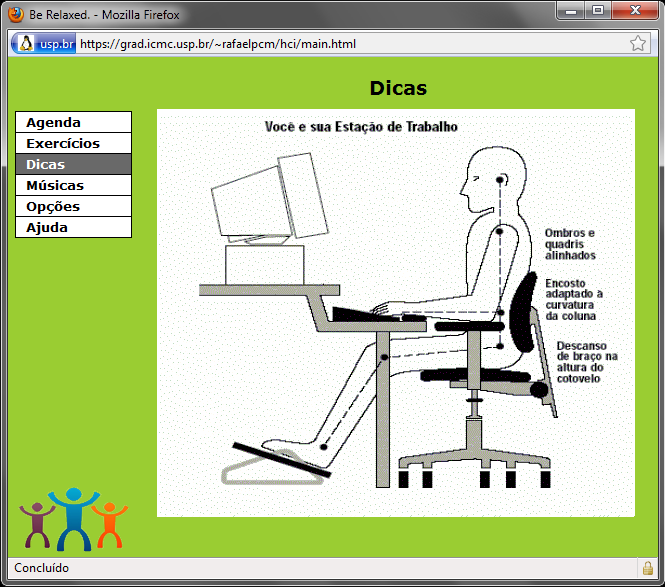 Be Relaxed. - Mozilla Firefox
usp.br https://grad.icmc.usp.br/~rafaelpcm/hci/main.html
Dicas
Agenda
Exercícios
Dicas
Músicas
Opções
Ajuda
Você e sua Estação de Trabalho
Ombros e
quadris
alinhados
Encosto
adaptado à
curvatura
da coluna
Descanso
de braço na
altura do
cotovelo
Concluído